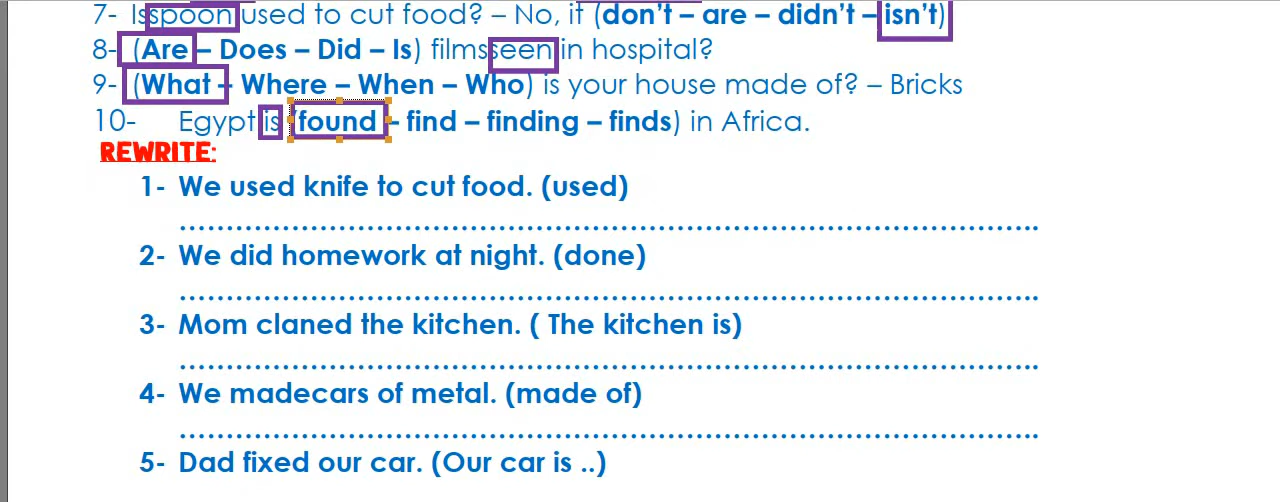 7- Isspoon used to cut food? – No, it (don't – are – didn't – isn't)
8- (Are – Does – Did – Is) filmsseen in hospital?
9- (What – Where – When – Who) is your house made of? – Bricks
10- Egypt is (found – find – finding – finds) in Africa.
REWRITE:
1- We used knife to cut food. (used)
……………………………………………………………………………..
2- We did homework at night. (done)
……………………………………………………………………………..
3- Mom claned the kitchen. ( The kitchen is)
……………………………………………………………………………..
4- We madecars of metal. (made of)
……………………………………………………………………………..
5- Dad fixed our car. (Our car is ..)